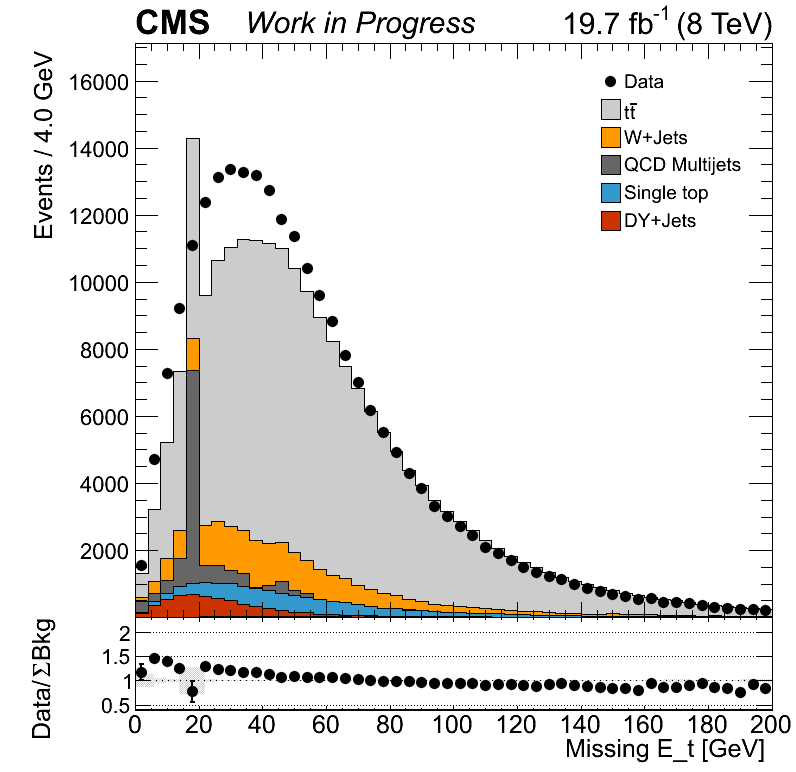 CMS Work in Progress 19.7 fb⁻¹ (8 TeV)
Events / 4.0 GeV
16000
14000
12000
10000
8000
6000
4000
2000
Data
tt̄
W+Jets
QCD Multijets
Single top
DY+Jets
Data/ ΣBkg
2
1.5
1
0.5
0 20 40 60 80 100 120 140 160 180 200
Missing E_t [GeV]